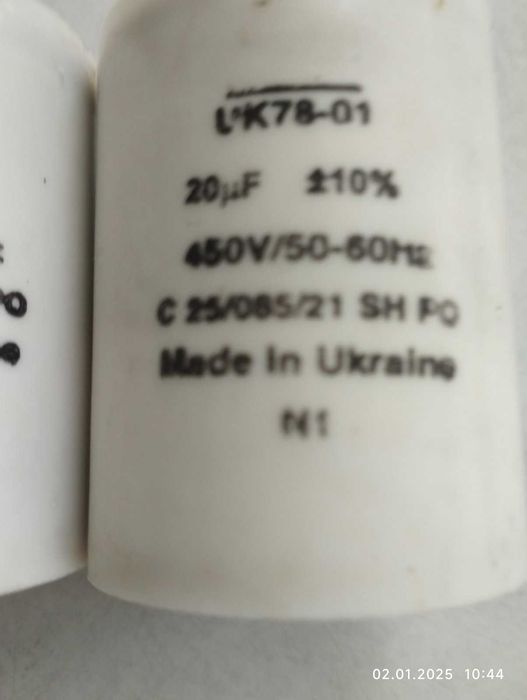 K78-01
20µF ±10%
450V/50-60Hz
C 25/085/21 SH PO
Made in Ukraine
N1
02.01.2025 10:44